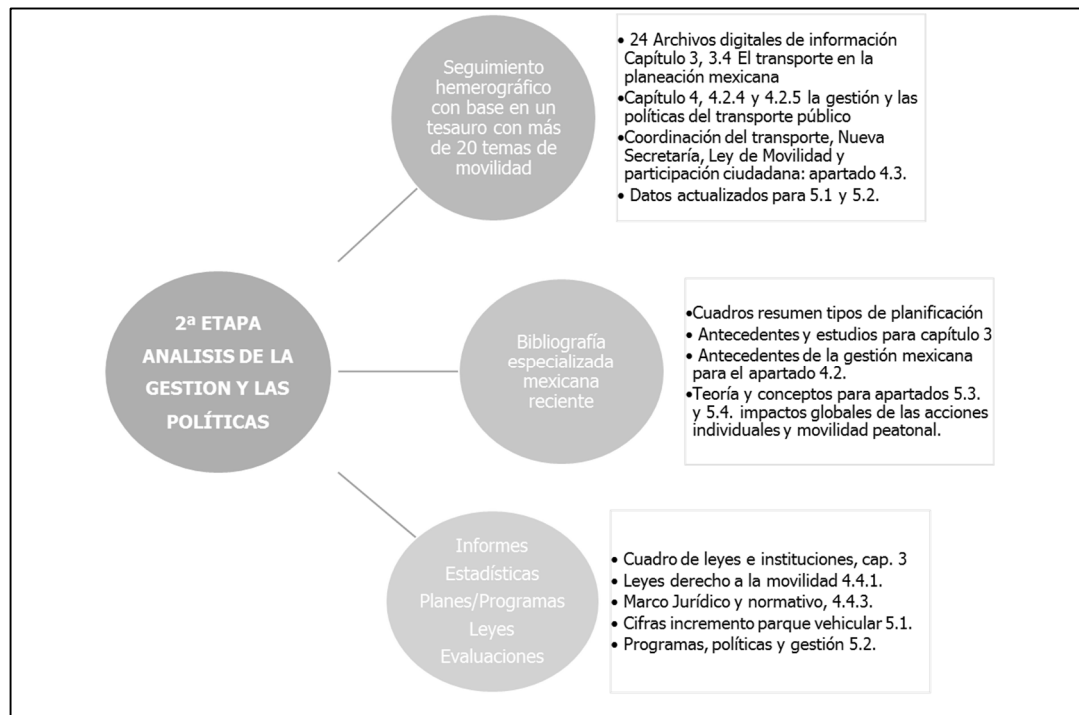 Seguimiento
hemerográfico
con base en un
tesauro con más
de 20 temas de
movilidad
• 24 Archivos digitales de información
Capítulo 3, 3.4 El transporte en la
planeación mexicana
•Capítulo 4, 4.2.4 y 4.2.5 la gestión y las
políticas del transporte público
•Coordinación del transporte, Nueva
Secretaría, Ley de Movilidad y
participación ciudadana: apartado 4.3.
• Datos actualizados para 5.1 y 5.2.
2ª ETAPA
ANALISIS DE LA
GESTION Y LAS
POLÍTICAS
Bibliografía
especializada
mexicana
reciente
•Cuadros resumen tipos de planificación
• Antecedentes y estudios para capítulo 3
• Antecedentes de la gestión mexicana
para el apartado 4.2.
•Teoría y conceptos para apartados 5.3.
y 5.4. impactos globales de las acciones
individuales y movilidad peatonal.
Informes
Estadísticas
Planes/Programas
Leyes
Evaluaciones
• Cuadro de leyes e instituciones, cap. 3
• Leyes derecho a la movilidad 4.4.1.
• Marco Jurídico y normativo, 4.4.3.
• Cifras incremento parque vehicular 5.1.
• Programas, políticas y gestión 5.2.